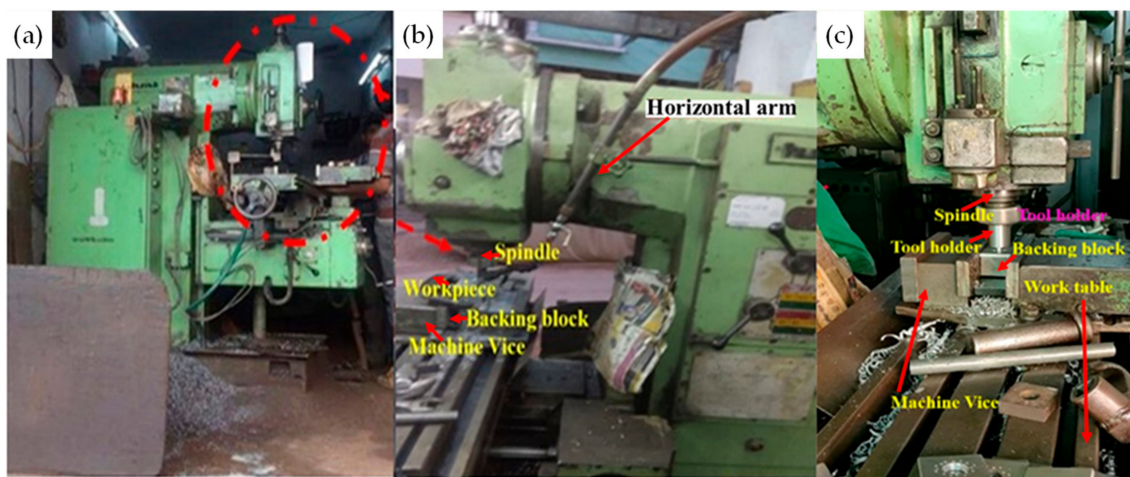 (a)
(b)
(c)
Horizontal arm
Spindle
Workpiece
Backing block
Machine Vice
Spindle
Tool holder
Tool holder
Backing block
Work table
Machine Vice